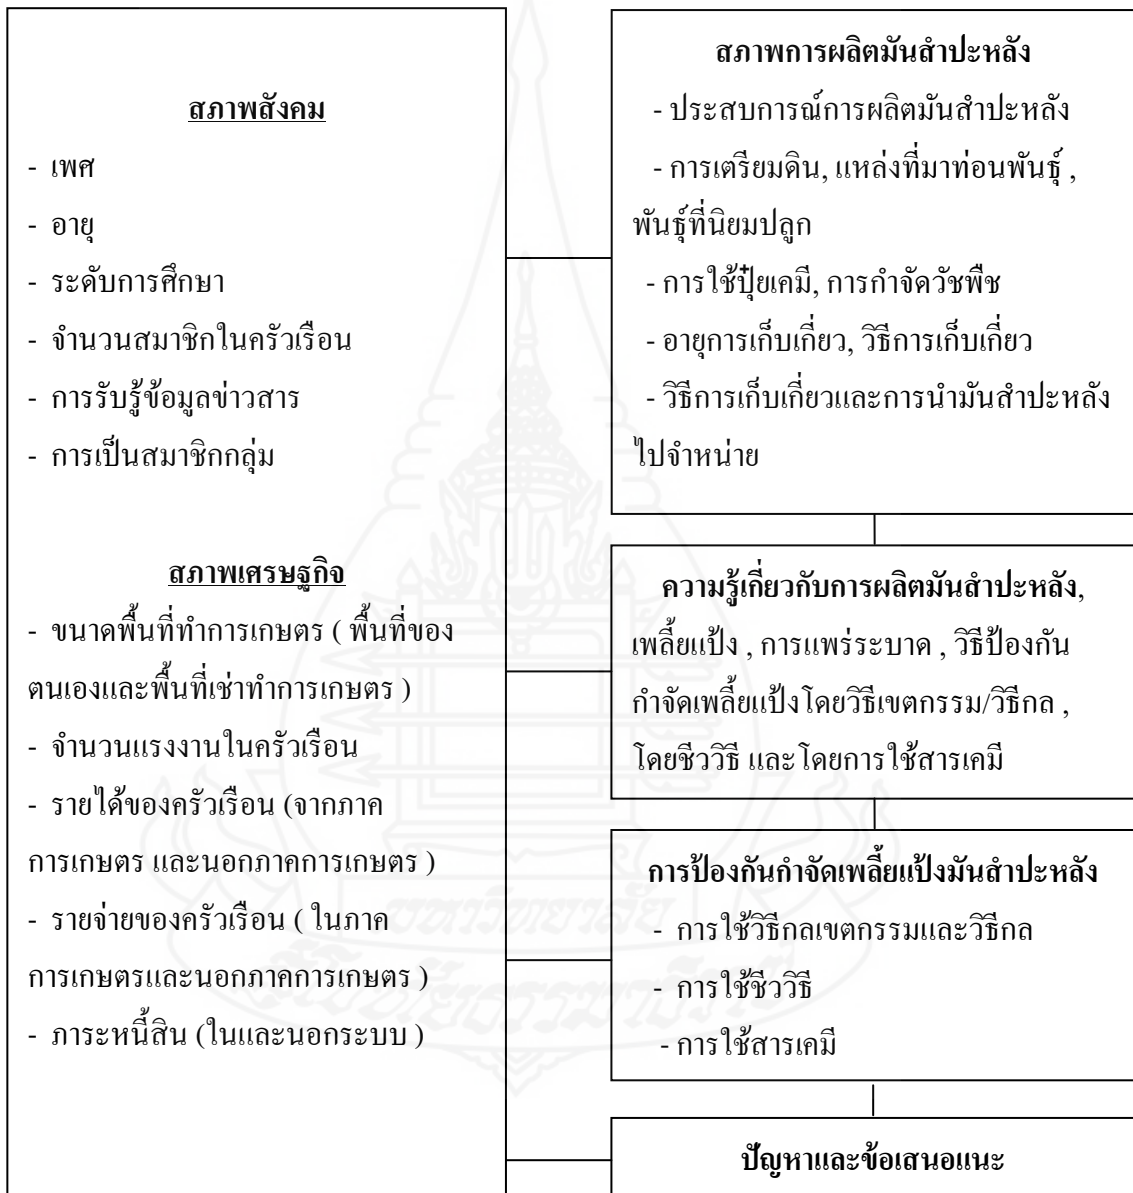 สภาพสังคม
- เพศ
- อายุ
- ระดับการศึกษา
- จำนวนสมาชิกในครัวเรือน
- การรับรู้ข้อมูลข่าวสาร
- การเป็นสมาชิกกลุ่ม
สภาพเศรษฐกิจ
- ขนาดพื้นที่ทำการเกษตร ( พื้นที่ของ
ตนเองและพื้นที่เช่าทำการเกษตร )
- จำนวนแรงงานในครัวเรือน
- รายได้ของครัวเรือน (จากภาค
การเกษตร และนอกภาคการเกษตร )
- รายจ่ายของครัวเรือน ( ในภาค
การเกษตรและนอกภาคการเกษตร )
- ภาระหนี้สิน (ในและนอกระบบ )
สภาพการผลิตมันสำปะหลัง
- ประสบการณ์การผลิตมันสำปะหลัง
- การเตรียมดิน, แหล่งที่มาท่อนพันธุ์ ,
พันธุ์ที่นิยมปลูก
- การใช้ปุ๋ยเคมี, การกำจัดวัชพืช
- อายุการเก็บเกี่ยว, วิธีการเก็บเกี่ยว
- วิธีการเก็บเกี่ยวและการนำมันสำปะหลัง
ไปจำหน่าย
ความรู้เกี่ยวกับการผลิตมันสำปะหลัง,
เพลี้ยแป้ง , การแพร่ระบาด , วิธีป้องกัน
กำจัดเพลี้ยแป้งโดยวิธีเขตกรรม/วิธีกล ,
โดยชีววิธี และโดยการใช้สารเคมี
การป้องกันกำจัดเพลี้ยแป้งมันสำปะหลัง
- การใช้วิธีกลเขตกรรมและวิธีกล
- การใช้ชีววิธี
- การใช้สารเคมี
ปัญหาและข้อเสนอแนะ